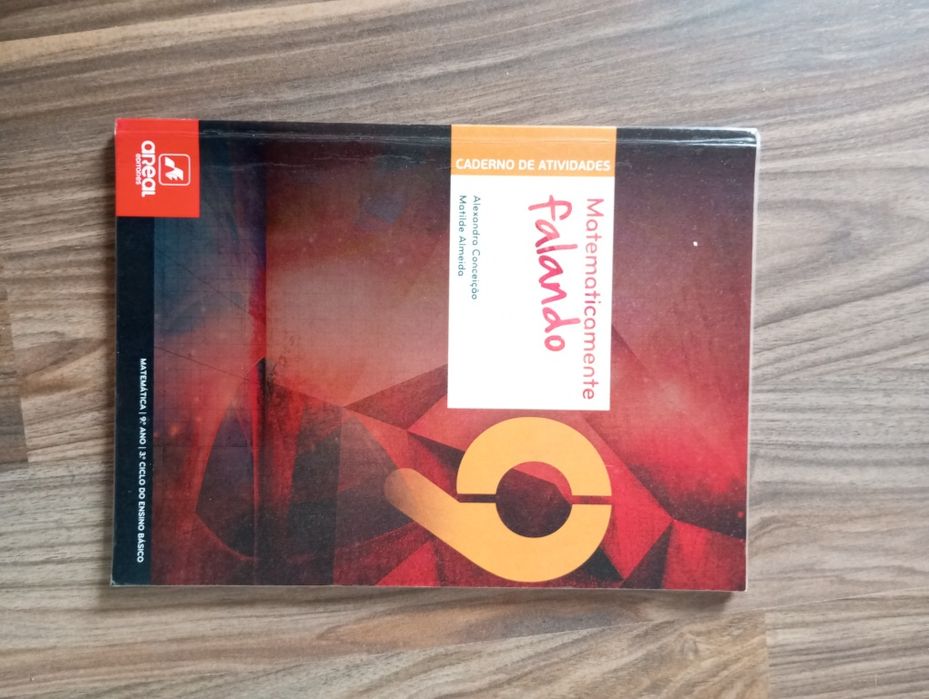 CADERNO DE ATIVIDADES
Matematicamente
falando
Alexandra Conceição
Matilde Almeida
9
areal
EDITORES
MATEMÁTICA | 9.º ANO | 3.º CICLO DO ENSINO BÁSICO